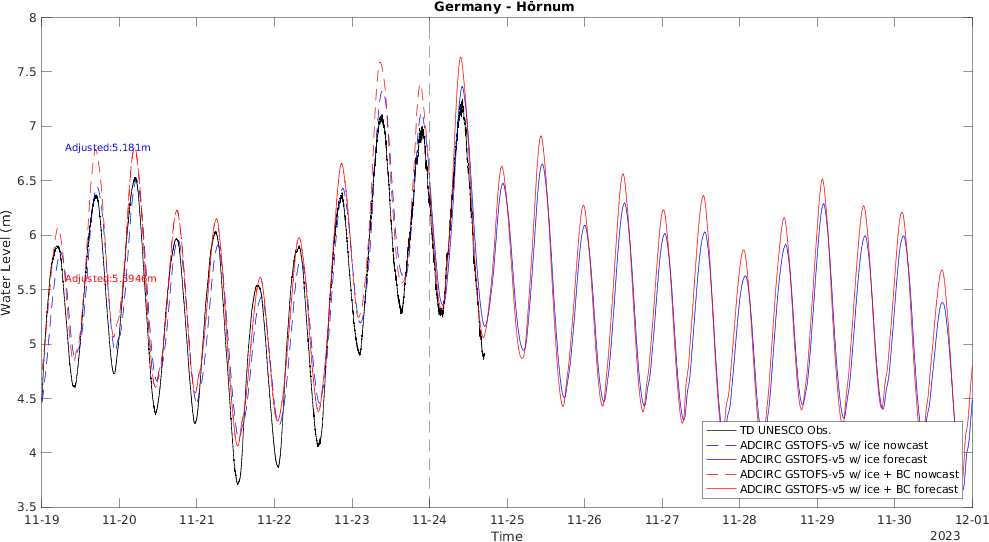 Germany - Hörnum
8
7.5
7
6.5
6
5.5
5
4.5
4
3.5
Water Level (m)
Adjusted:5.181m
Adjusted:5.3946m
TD UNESCO Obs.
ADCIRC GSTOFS-v5 w/ ice nowcast
ADCIRC GSTOFS-v5 w/ ice forecast
ADCIRC GSTOFS-v5 w/ ice + BC nowcast
ADCIRC GSTOFS-v5 w/ ice + BC forecast
11-19 11-20 11-21 11-22 11-23 11-24 11-25 11-26 11-27 11-28 11-29 11-30 12-01
Time
2023